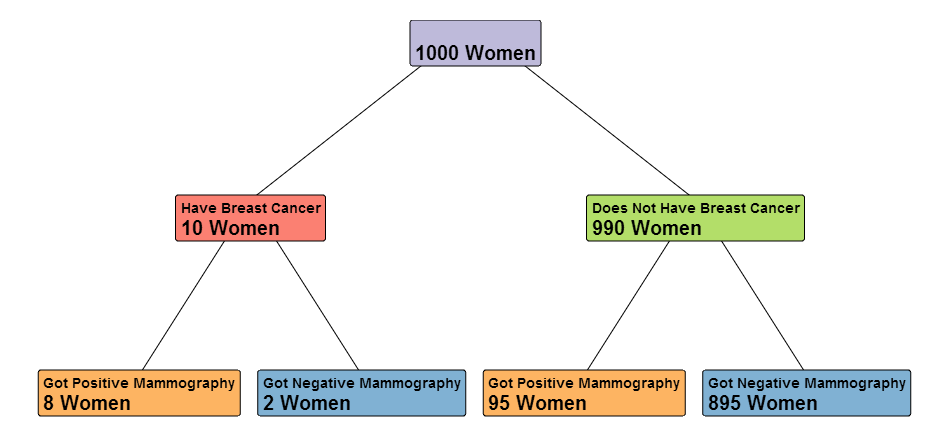 1000 Women
Have Breast Cancer
10 Women
Does Not Have Breast Cancer
990 Women
Got Positive Mammography
8 Women
Got Negative Mammography
2 Women
Got Positive Mammography
95 Women
Got Negative Mammography
895 Women